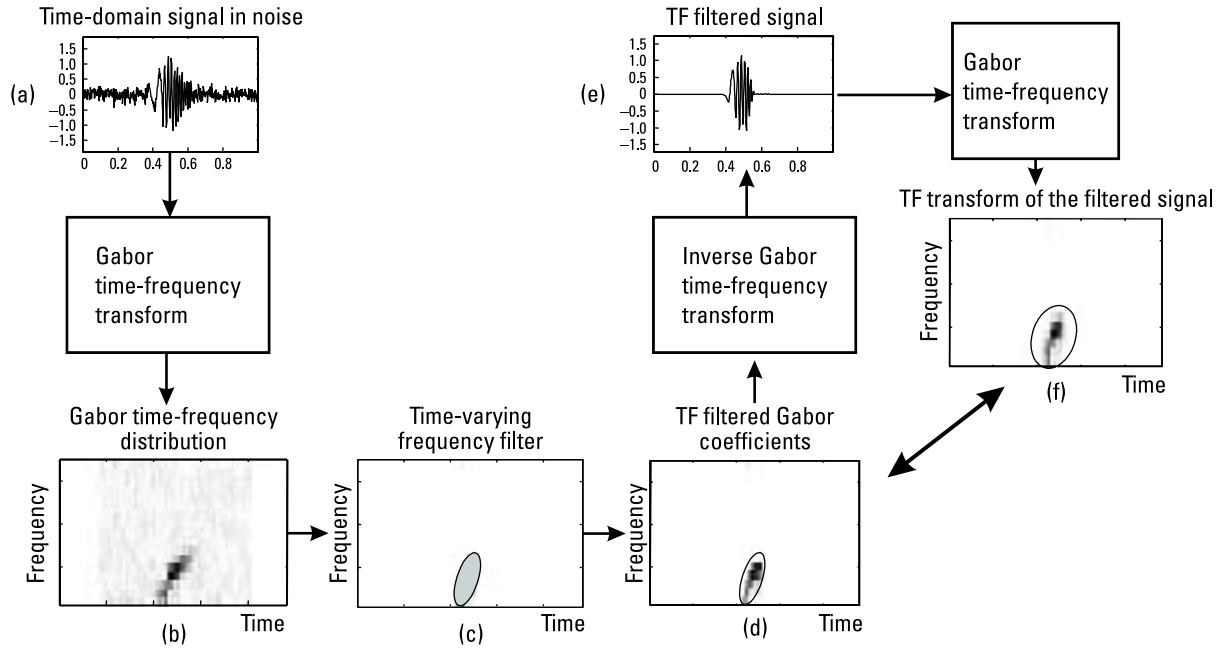 Time-domain signal in noise
(a)
1.5
0.5
0
−0.5
−1.0
−1.5
0 0.2 0.4 0.6 0.8
Gabor
time-frequency
transform
Gabor time-frequency
distribution
Frequency
Time
(b)
Time-varying
frequency filter
Frequency
(c)
TF filtered Gabor
coefficients
Frequency
(d)
Time
Inverse Gabor
time-frequency
transform
TF filtered signal
(e)
1.5
1.0
0.5
0
−0.5
−1.0
−1.5
0 0.2 0.4 0.6 0.8
Gabor
time-frequency
transform
TF transform of the filtered signal
Frequency
(f)
Time